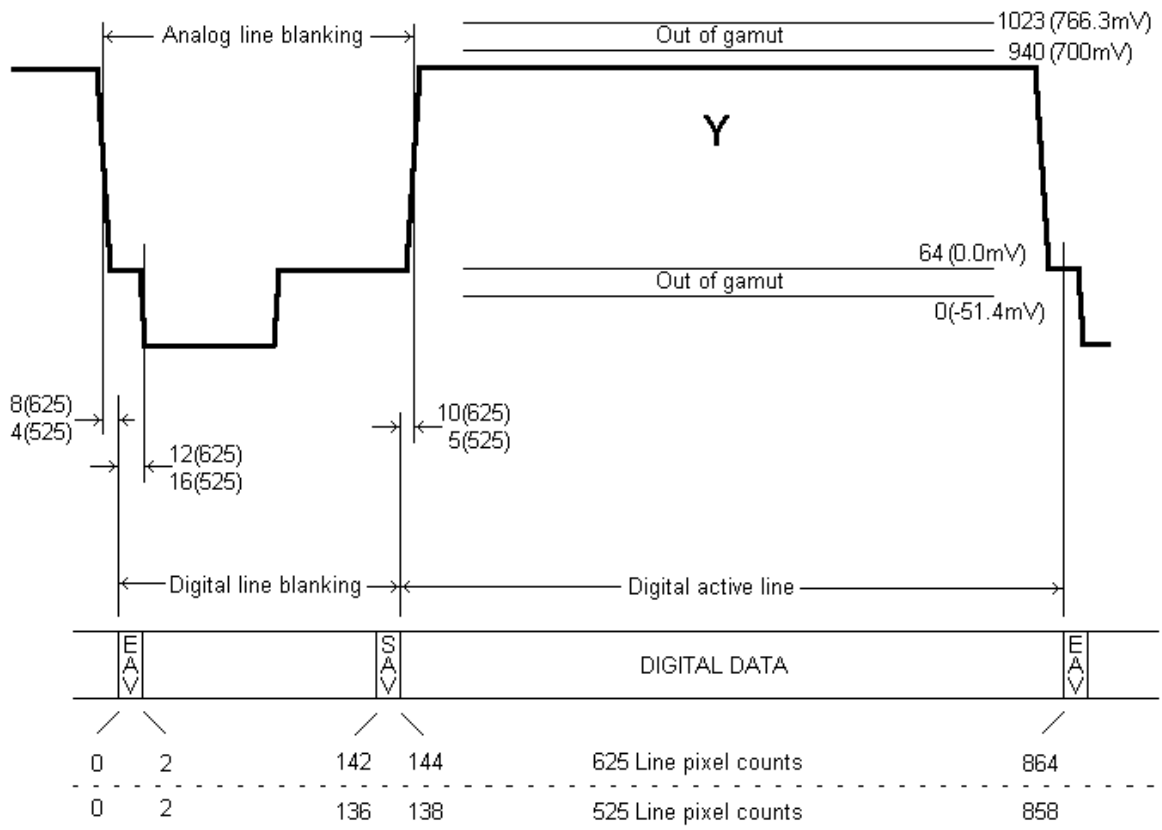 1023 (766.3mV)
Analog line blanking
Out of gamut
940 (700mV)
Y
64 (0.0mV)
Out of gamut
0(-51.4mV)
8(625)
4(525)
10(625)
5(525)
12(625)
16(525)
Digital line blanking
Digital active line
EAV
SAV
DIGITAL DATA
EAV
0 2 142 144 625 Line pixel counts 864
0 2 136 138 525 Line pixel counts 858